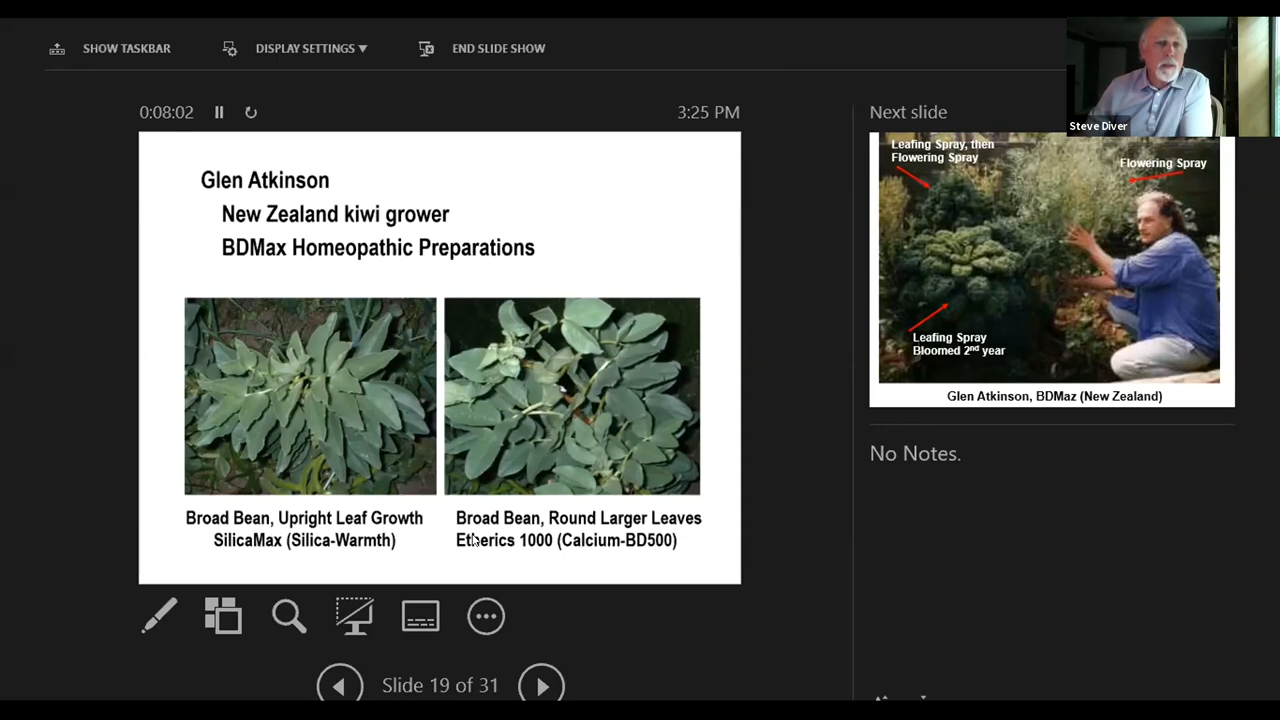 SHOW TASKBAR
DISPLAY SETTINGS ▼
END SLIDE SHOW
0:08:02
3:25 PM
Glen Atkinson
New Zealand kiwi grower
BDMax Homeopathic Preparations
Broad Bean, Upright Leaf Growth
SilicaMax (Silica-Warmth)
Broad Bean, Round Larger Leaves
Etherics 1000 (Calcium-BD500)
Slide 19 of 31
Next slide
Steve Diver
Leafing Spray, then
Flowering Spray
Flowering Spray
Leafing Spray
Bloomed 2nd year
Glen Atkinson, BDMaz (New Zealand)
No Notes.